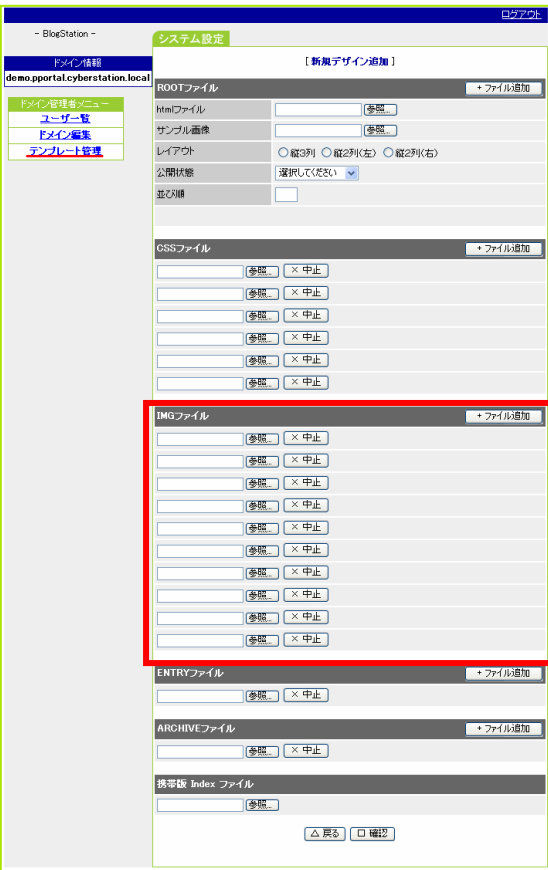 ログアウト
- BlogStation -
ドメイン情報
demo.pportal.cyberstation.local
ドメイン管理者メニュー
ユーザ一覧
ドメイン編集
テンプレート管理
システム設定
[ 新規デザイン追加 ]
ROOTファイル + ファイル追加
htmlファイル 参照...
サンプル画像 参照...
レイアウト 縦3列 縦2列(左) 縦2列(右)
公開状態 選択してください
並び順
CSSファイル + ファイル追加
参照... × 中止
参照... × 中止
参照... × 中止
参照... × 中止
参照... × 中止
参照... × 中止
IMGファイル + ファイル追加
参照... × 中止
参照... × 中止
参照... × 中止
参照... × 中止
参照... × 中止
参照... × 中止
参照... × 中止
参照... × 中止
参照... × 中止
参照... × 中止
ENTRYファイル + ファイル追加
参照... × 中止
ARCHIVEファイル + ファイル追加
参照... × 中止
携帯版 Index ファイル
参照...
△ 戻る □ 確認